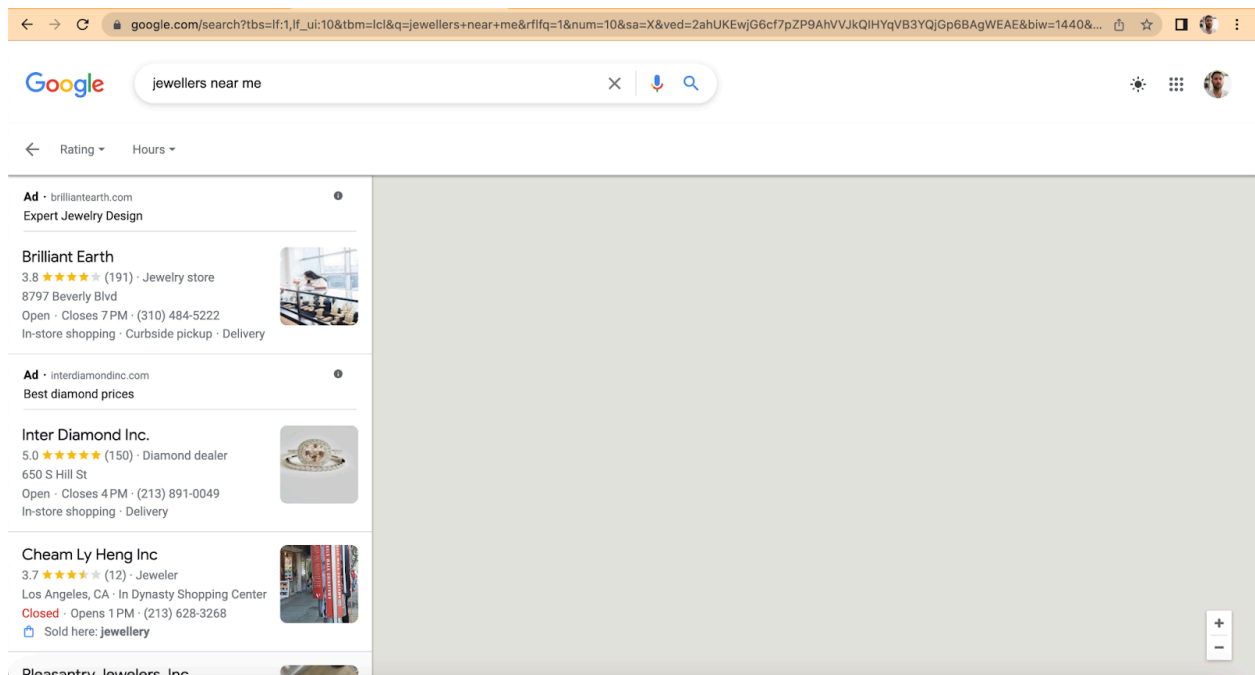 google.com/search?tbs=lf:1,lf_ui:10&tbm=lcl&q=jewellers+near+me&rflfq=1&num=10&sa=X&ved=2ahUKEwjG6cf7pZP9AhVVJkQIHYqVB3YQjGp6BAgWEAE&biw=1440&...
Google
jewellers near me
Rating
Hours
Ad · brilliantearth.com
Expert Jewelry Design
Brilliant Earth
3.8 (191) · Jewelry store
8797 Beverly Blvd
Open · Closes 7 PM · (310) 484-5222
In-store shopping · Curbside pickup · Delivery
Ad · interdiamondinc.com
Best diamond prices
Inter Diamond Inc.
5.0 (150) · Diamond dealer
650 S Hill St
Open · Closes 4 PM · (213) 891-0049
In-store shopping · Delivery
Cheam Ly Heng Inc
3.7 (12) · Jeweler
Los Angeles, CA · In Dynasty Shopping Center
Closed · Opens 1 PM · (213) 628-3268
Sold here: jewellery
Pleasantry Jewelers, Inc